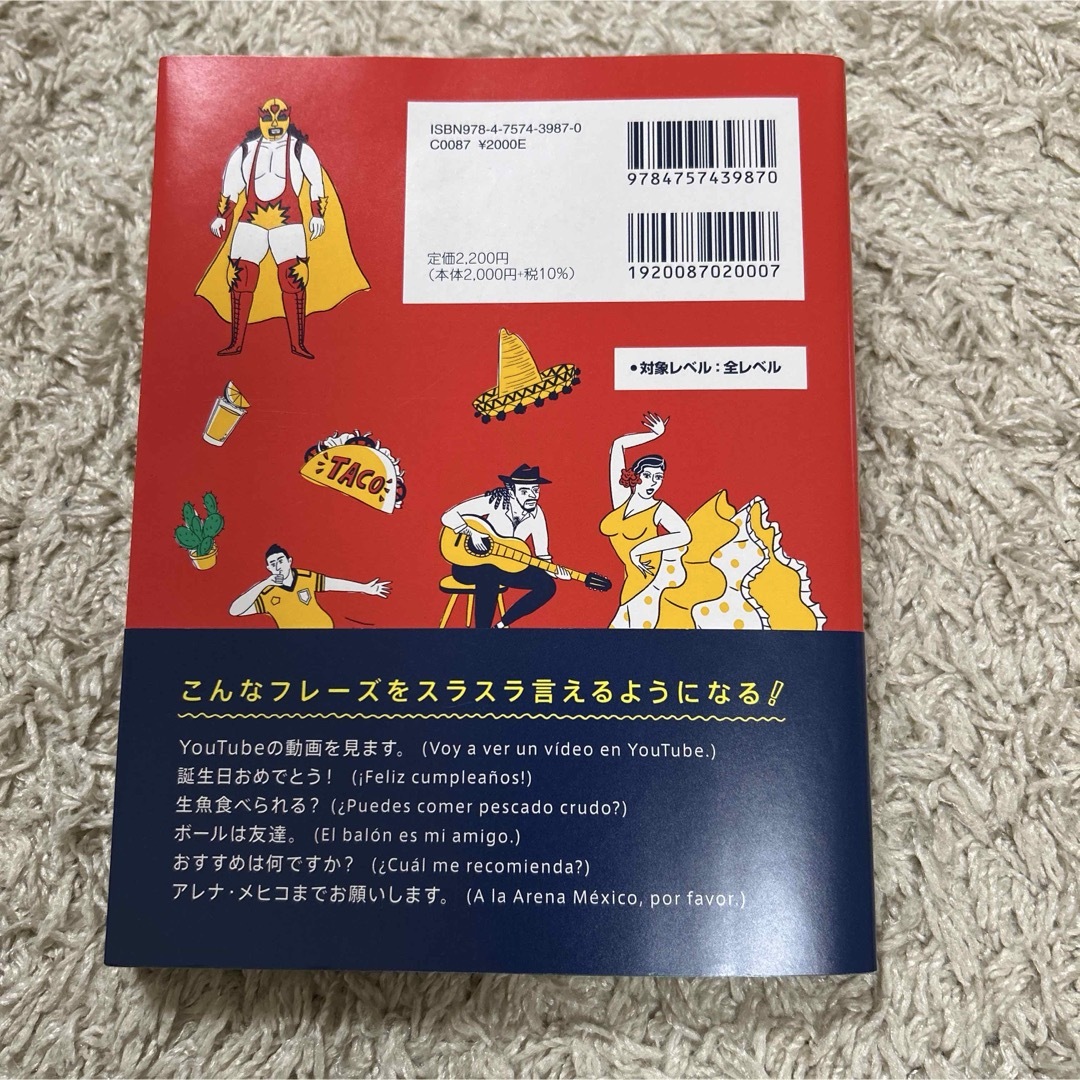 ISBN978-4-7574-3987-0
C0087 ¥2000E
9784757439870
定価2,200円
(本体2,000円+税10%)
1920087020007
•対象レベル:全レベル
TACO
こんなフレーズをスラスラ言えるようになる!
YouTubeの動画を見ます。 (Voy a ver un vídeo en YouTube.)
誕生日おめでとう! (¡Feliz cumpleaños!)
生魚食べられる? (¿Puedes comer pescado crudo?)
ボールは友達。 (El balón es mi amigo.)
おすすめは何ですか? (¿Cuál me recomienda?)
アレナ・メヒコまでお願いします。 (A la Arena México, por favor.)